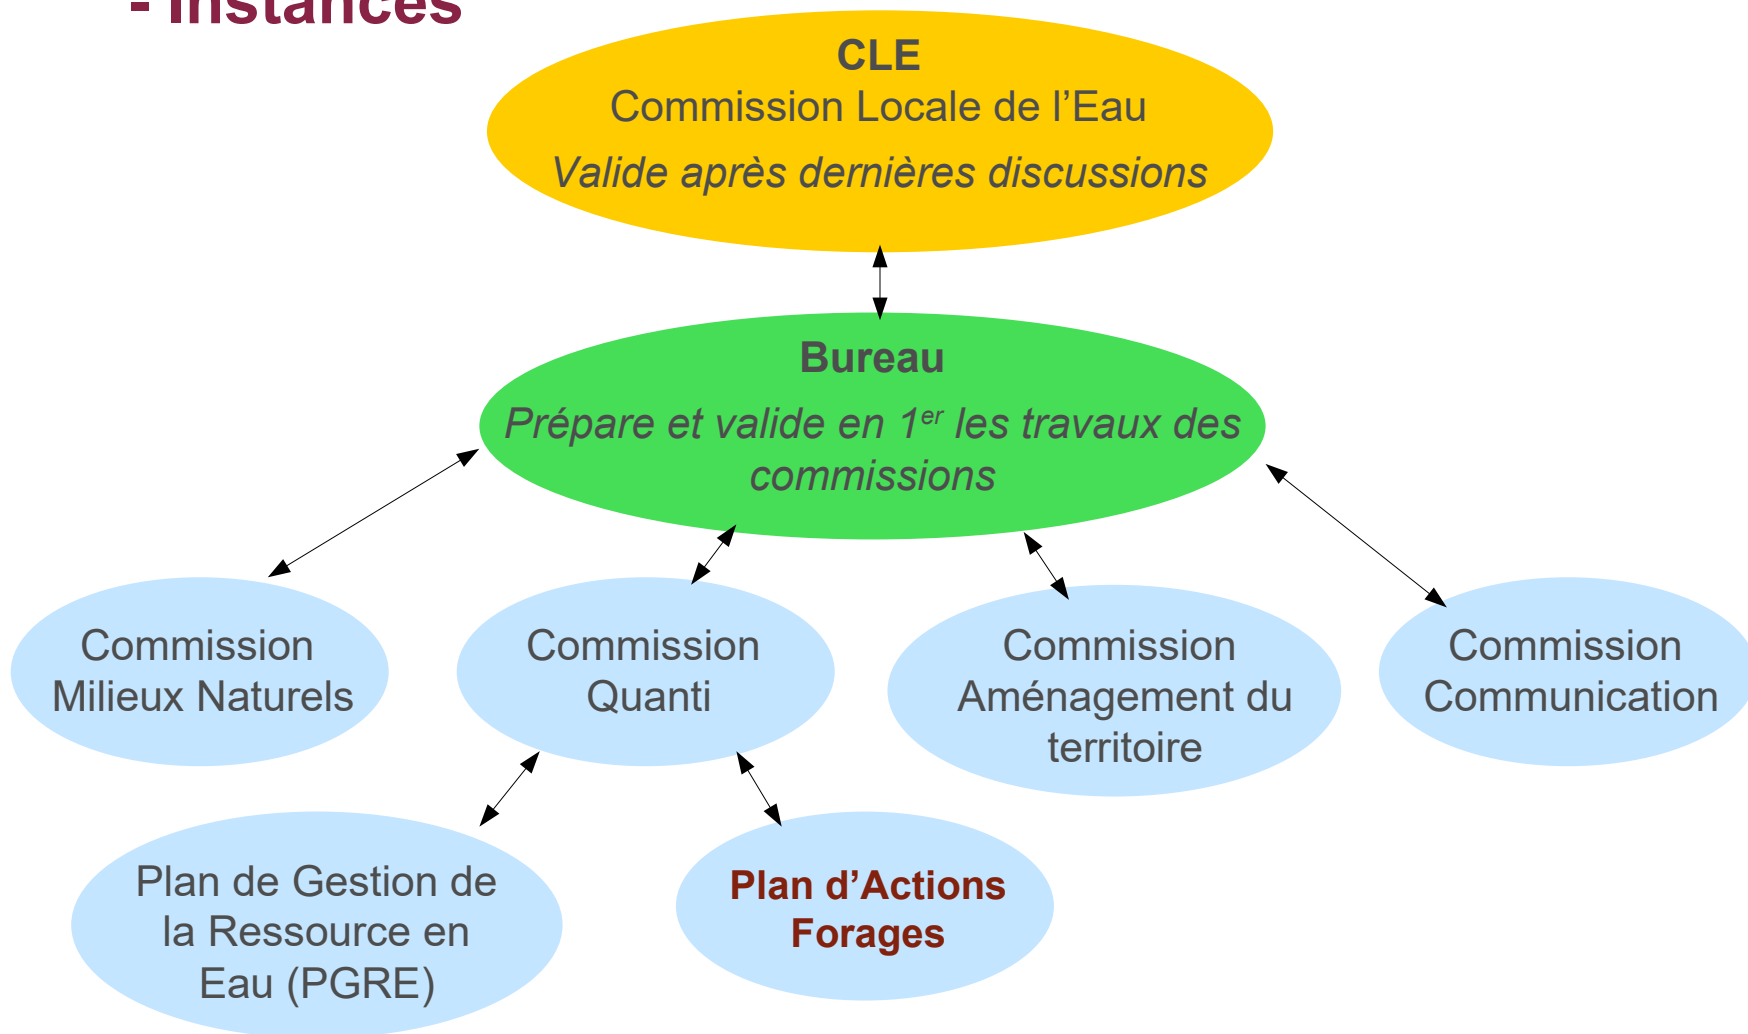 - Instances
CLE
Commission Locale de l’Eau
Valide après dernières discussions
Bureau
Prépare et valide en 1er les travaux des
commissions
Commission
Milieux Naturels
Commission
Quanti
Commission
Aménagement du
territoire
Commission
Communication
Plan de Gestion de
la Ressource en
Eau (PGRE)
Plan d’Actions
Forages